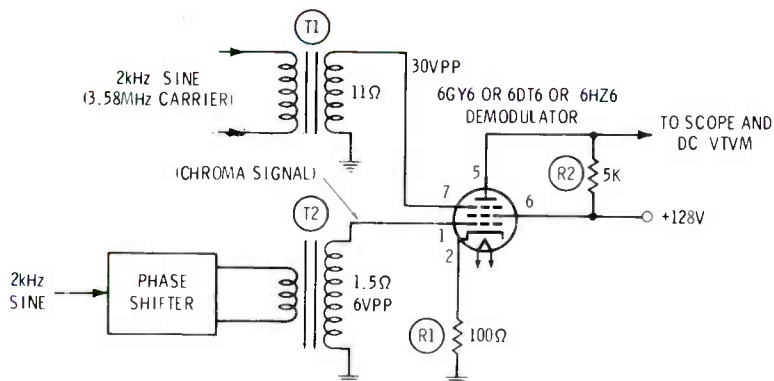 T1
2kHz SINE
(3.58MHz CARRIER)
11Ω
30VPP
6GY6 OR 6DT6 OR 6HZ6
DEMODULATOR
TO SCOPE AND
DC VTVM
5
R2
5K
(CHROMA SIGNAL)
7
6
+128V
T2
1
2
2kHz
SINE
PHASE
SHIFTER
1.5Ω
6VPP
R1
100Ω